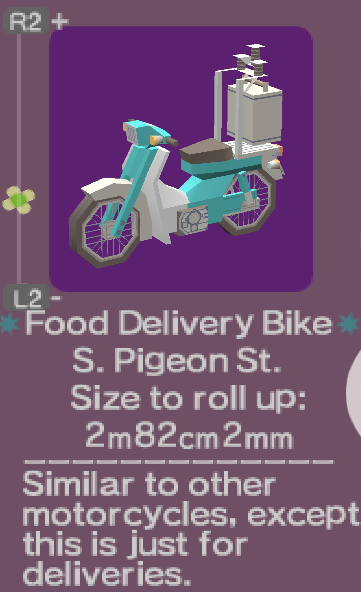 R2 +
L2 -
Food Delivery Bike
S. Pigeon St.
Size to roll up:
2m82cm2mm
Similar to other
motorcycles, except
this is just for
deliveries.